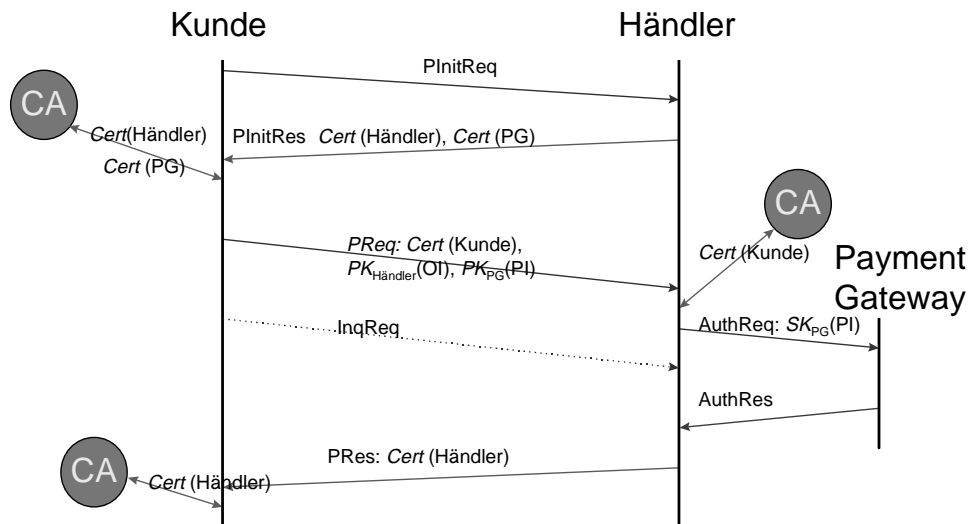 Kunde
Händler
PInitReq
CA
Cert(Händler)
PInitRes Cert (Händler), Cert (PG)
Cert (PG)
CA
PReq: Cert (Kunde),
Cert (Kunde)
PKHändler(OI), PKPG(PI)
Payment
Gateway
InqReq
AuthReq: SKPG(PI)
AuthRes
PRes: Cert (Händler)
CA
Cert (Händler)